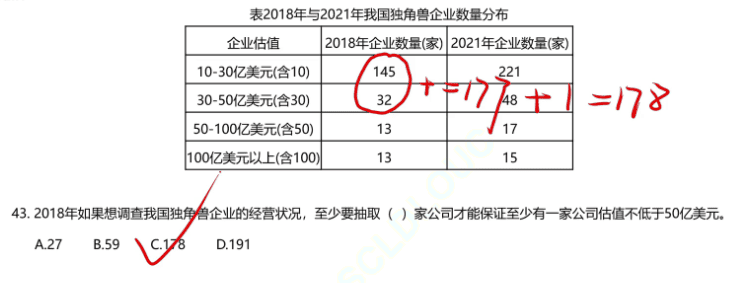 表2018年与2021年我国独角兽企业数量分布
企业估值 2018年企业数量(家) 2021年企业数量(家)
10-30亿美元(含10) 145 221
30-50亿美元(含30) 32 48
+ =177 + 1 =178
50-100亿美元(含50) 13 17
100亿美元以上(含100) 13 15
43. 2018年如果想调查我国独角兽企业的经营状况，至少要抽取（ ）家公司才能保证至少有一家公司估值不低于50亿美元。
A.27 B.59 C.178 D.191